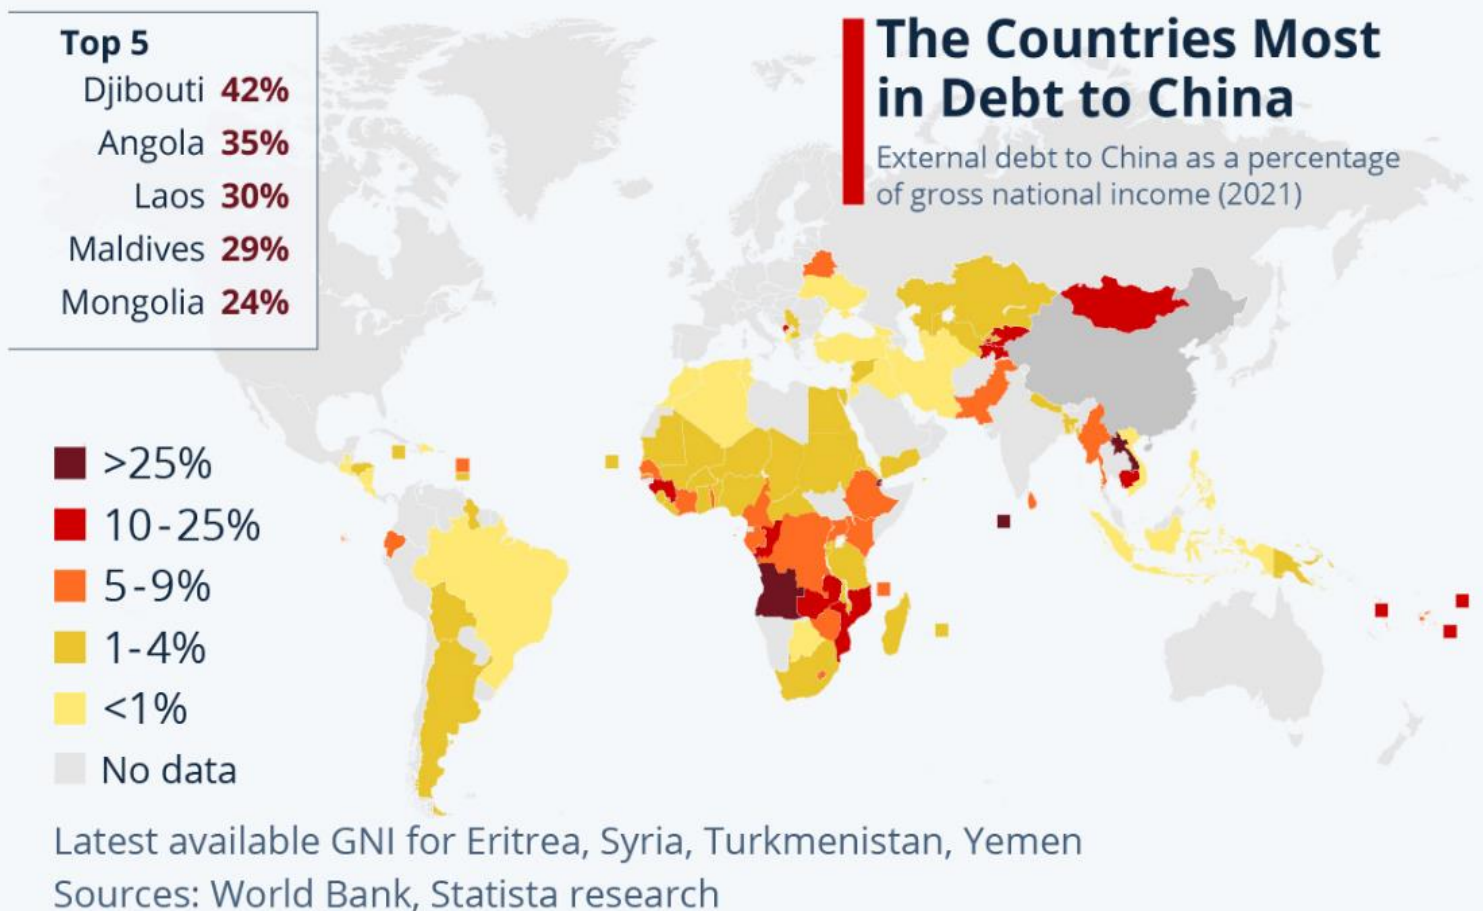 Top 5
Djibouti 42%
Angola 35%
Laos 30%
Maldives 29%
Mongolia 24%
The Countries Most
in Debt to China
External debt to China as a percentage
of gross national income (2021)
>25%
10-25%
5-9%
1-4%
<1%
No data
Latest available GNI for Eritrea, Syria, Turkmenistan, Yemen
Sources: World Bank, Statista research